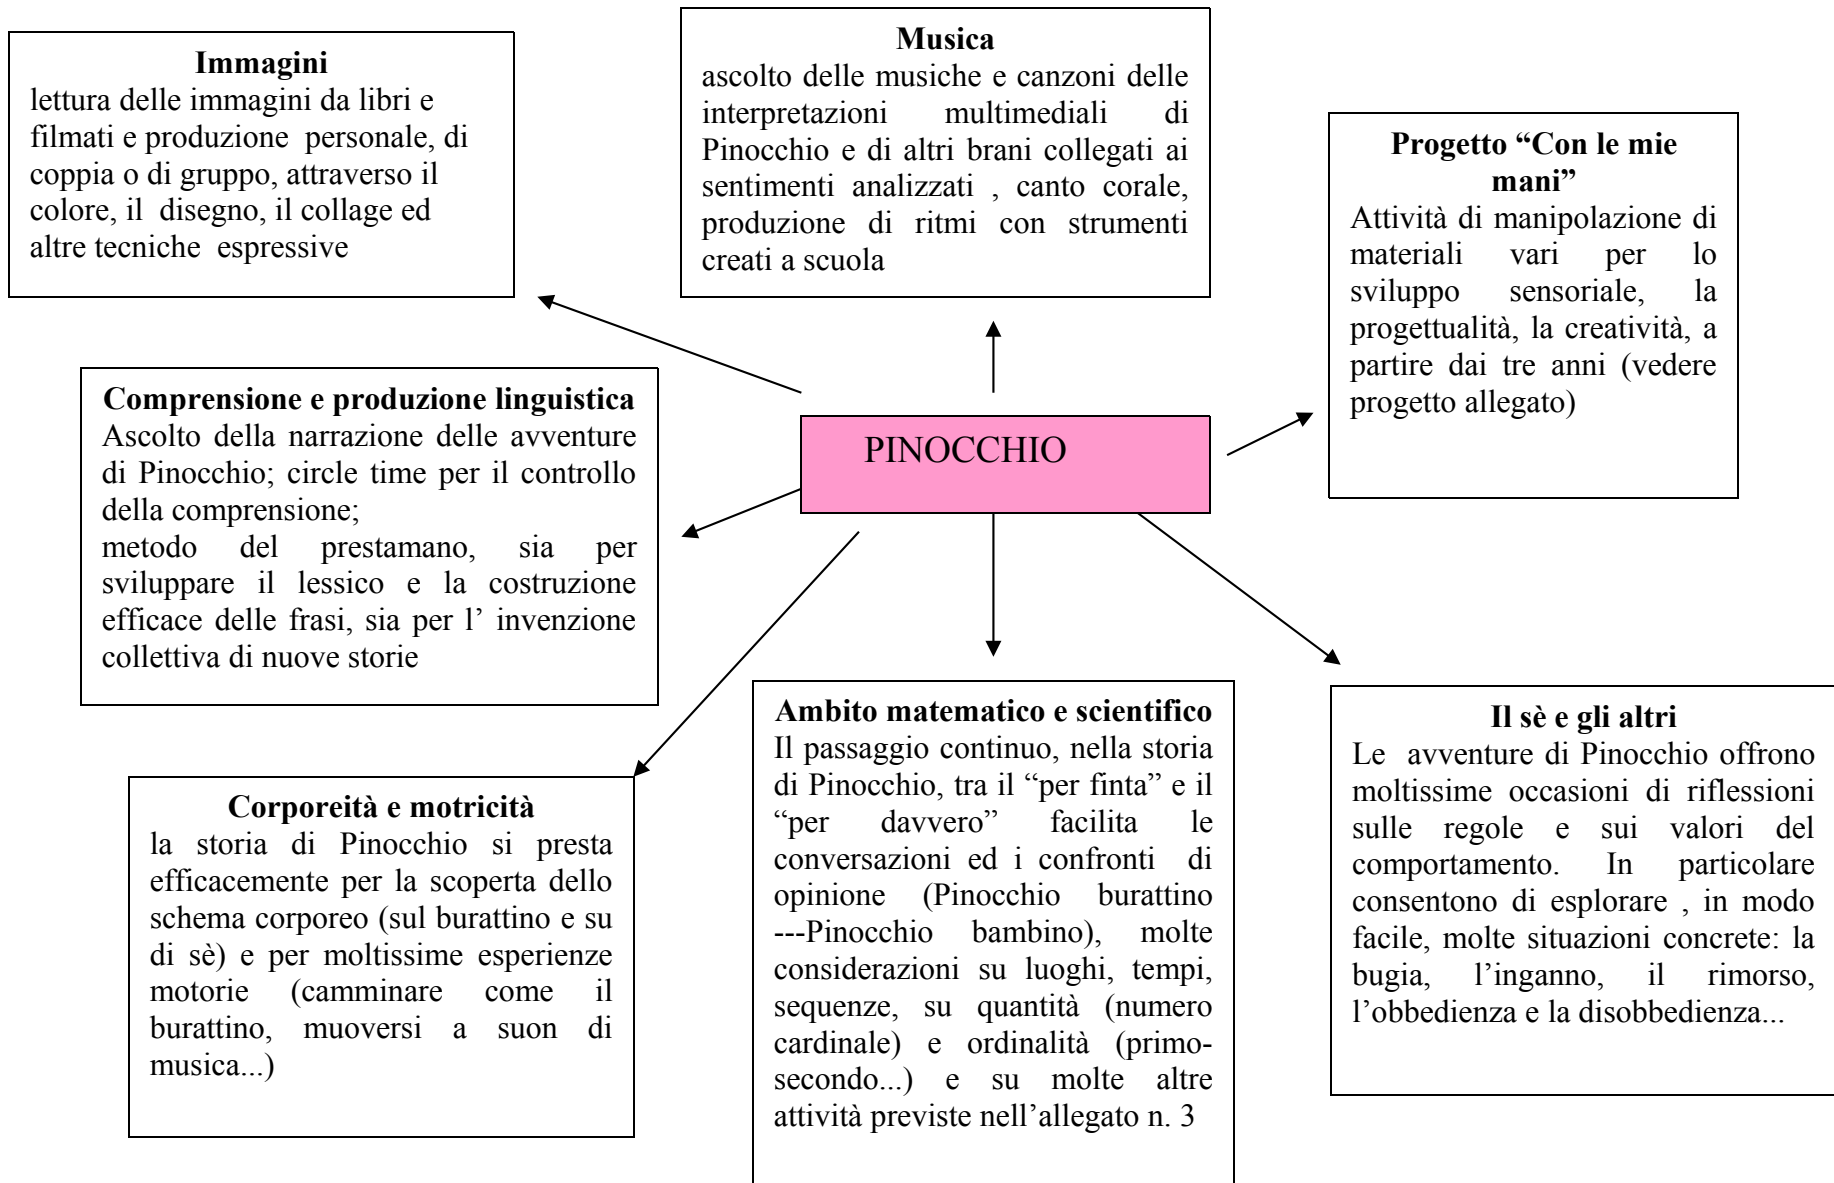 Immagini
lettura delle immagini da libri e
filmati e produzione personale, di
coppia o di gruppo, attraverso il
colore, il disegno, il collage ed
altre tecniche espressive
Musica
ascolto delle musiche e canzoni delle
interpretazioni multimediali di
Pinocchio e di altri brani collegati ai
sentimenti analizzati , canto corale,
produzione di ritmi con strumenti
creati a scuola
Progetto “Con le mie
mani”
Attività di manipolazione di
materiali vari per lo
sviluppo sensoriale, la
progettualità, la creatività, a
partire dai tre anni (vedere
progetto allegato)
Comprensione e produzione linguistica
Ascolto della narrazione delle avventure
di Pinocchio; circle time per il controllo
della comprensione;
metodo del prestamano, sia per
sviluppare il lessico e la costruzione
efficace delle frasi, sia per l’ invenzione
collettiva di nuove storie
PINOCCHIO
Corporeità e motricità
la storia di Pinocchio si presta
efficacemente per la scoperta dello
schema corporeo (sul burattino e su
di sè) e per moltissime esperienze
motorie (camminare come il
burattino, muoversi a suon di
musica...)
Ambito matematico e scientifico
Il passaggio continuo, nella storia
di Pinocchio, tra il “per finta” e il
“per davvero” facilita le
conversazioni ed i confronti di
opinione (Pinocchio burattino
---Pinocchio bambino), molte
considerazioni su luoghi, tempi,
sequenze, su quantità (numero
cardinale) e ordinalità (primo-
secondo...) e su molte altre
attività previste nell’allegato n. 3
Il sè e gli altri
Le avventure di Pinocchio offrono
moltissime occasioni di riflessioni
sulle regole e sui valori del
comportamento. In particolare
consentono di esplorare , in modo
facile, molte situazioni concrete: la
bugia, l’inganno, il rimorso,
l’obbedienza e la disobbedienza...